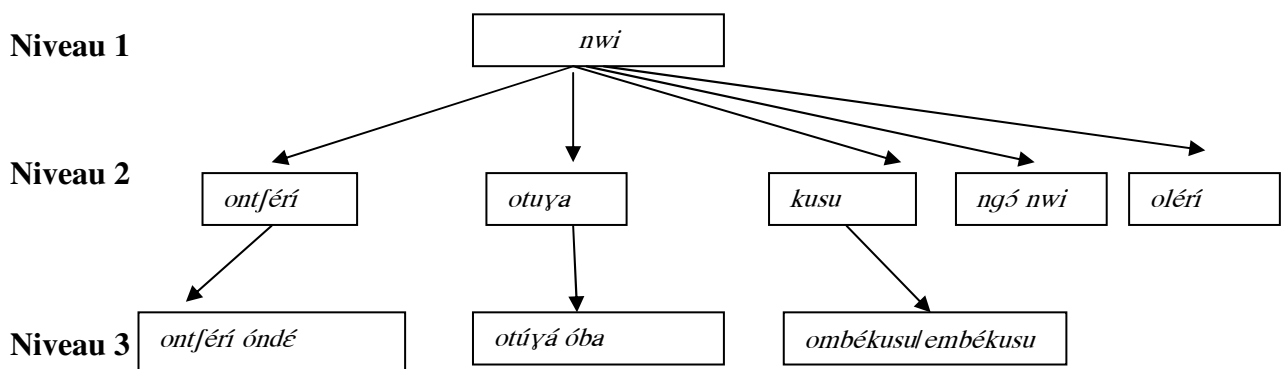 Niveau 1
nwi
Niveau 2
ontʃérí
otuɣa
kusu
ngɔ́ nwi
olérí
Niveau 3
ontʃérí óndɛ́
otúɣá óba
ombékusu/embékusu